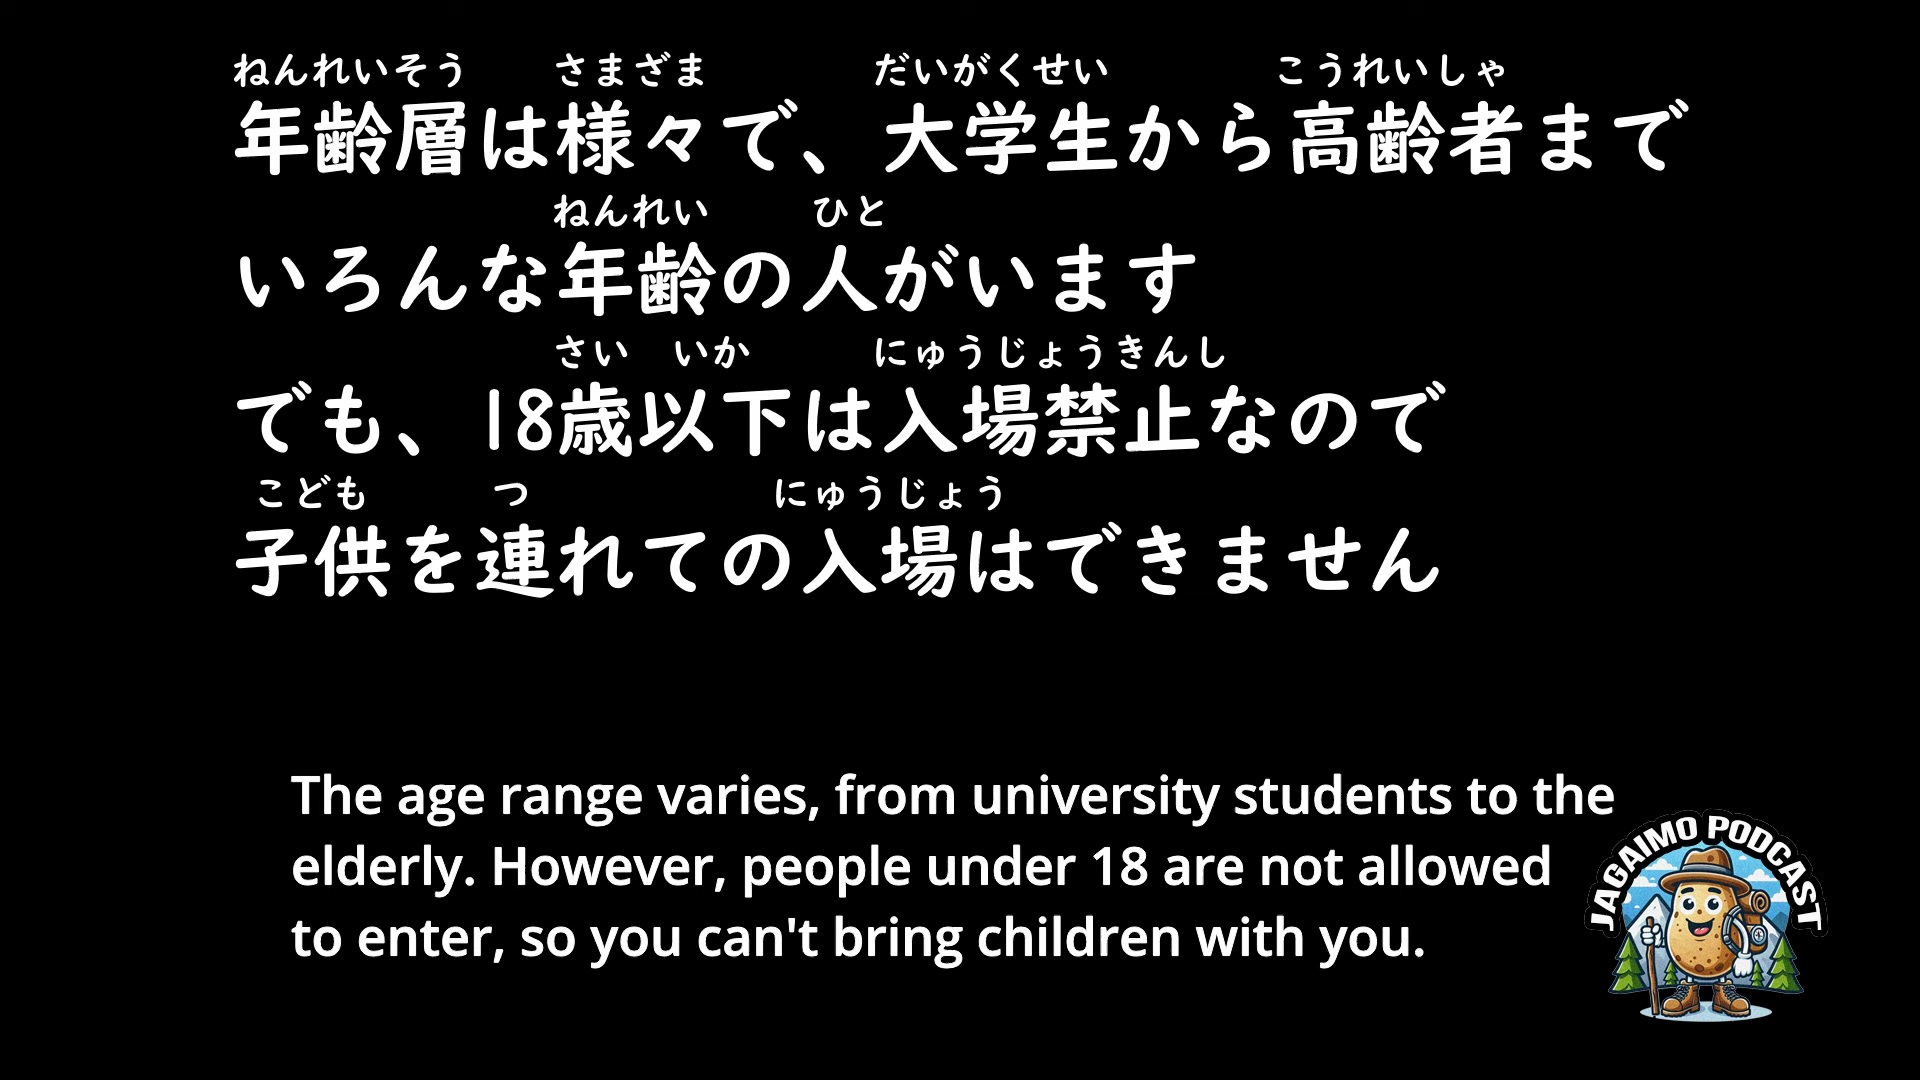 ねんれいそう さまざま だいがくせい こうれいしゃ
年齢層は様々で、大学生から高齢者まで
ねんれい ひと
いろんな年齢の人がいます
さい いか にゅうじょうきんし
でも、18歳以下は入場禁止なので
こども つ にゅうじょう
子供を連れての入場はできません
The age range varies, from university students to the
elderly. However, people under 18 are not allowed
to enter, so you can't bring children with you.
JAGAIMO PODCAST